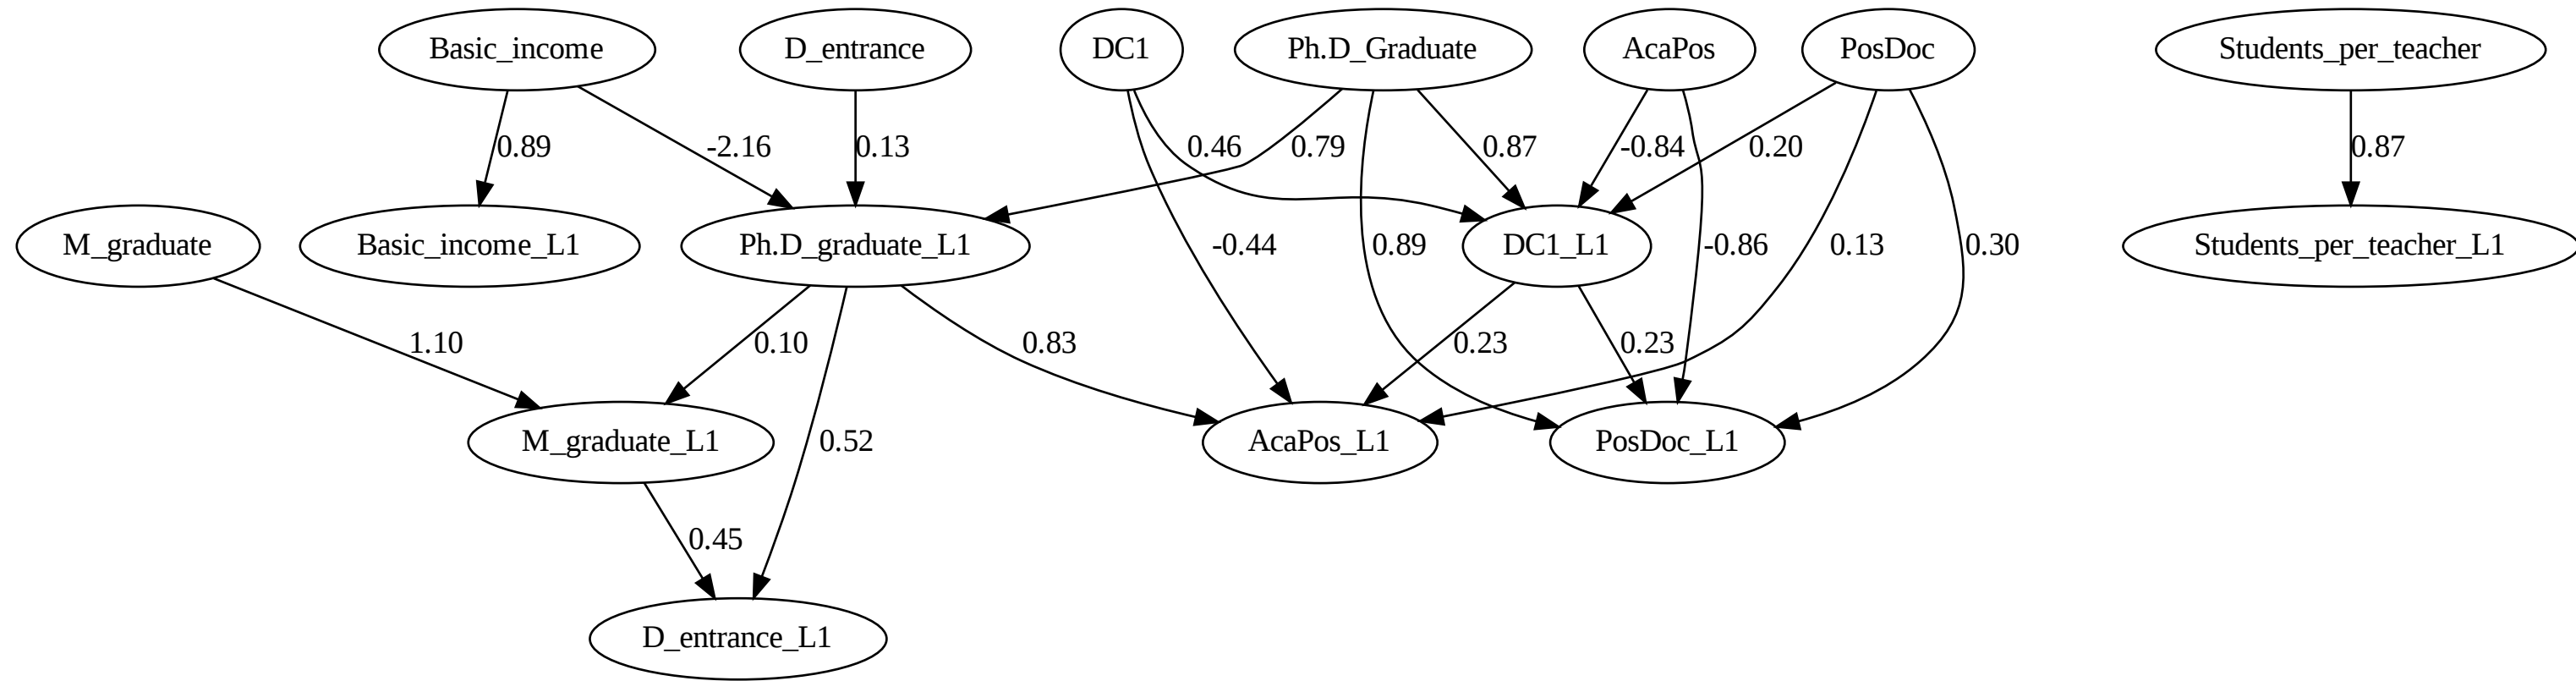 Basic_income
D_entrance
DC1
Ph.D_Graduate
AcaPos
PosDoc
Students_per_teacher
0.89
-2.16
0.13
0.46
0.79
0.87
-0.84
0.20
0.87
M_graduate
Basic_income_L1
Ph.D_graduate_L1
-0.44
0.89
DC1_L1
-0.86
0.13
0.30
Students_per_teacher_L1
1.10
0.10
0.83
0.23
0.23
M_graduate_L1
0.52
AcaPos_L1
PosDoc_L1
0.45
D_entrance_L1